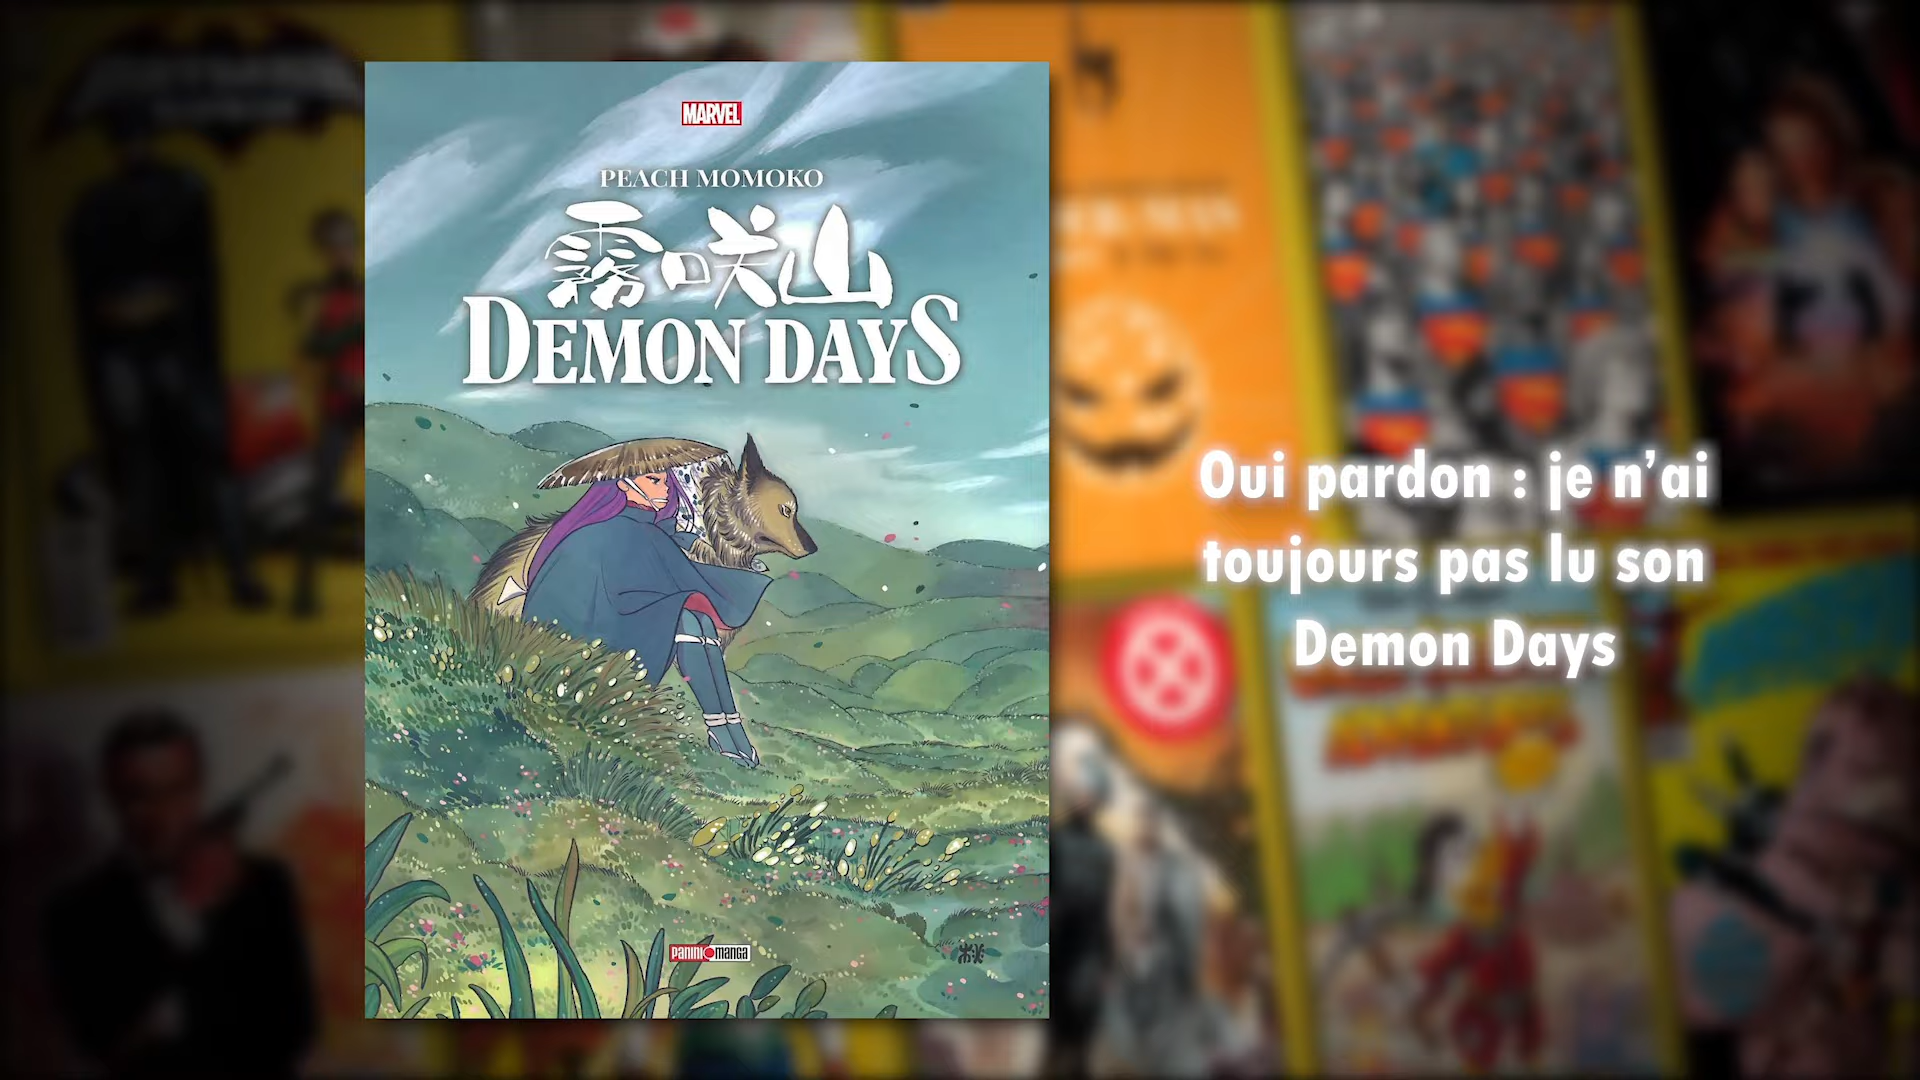 MARVEL
PEACH MOMOKO
霧咲山
DEMON DAYS
PANINI manga
Oui pardon : je n'ai
toujours pas lu son
Demon Days